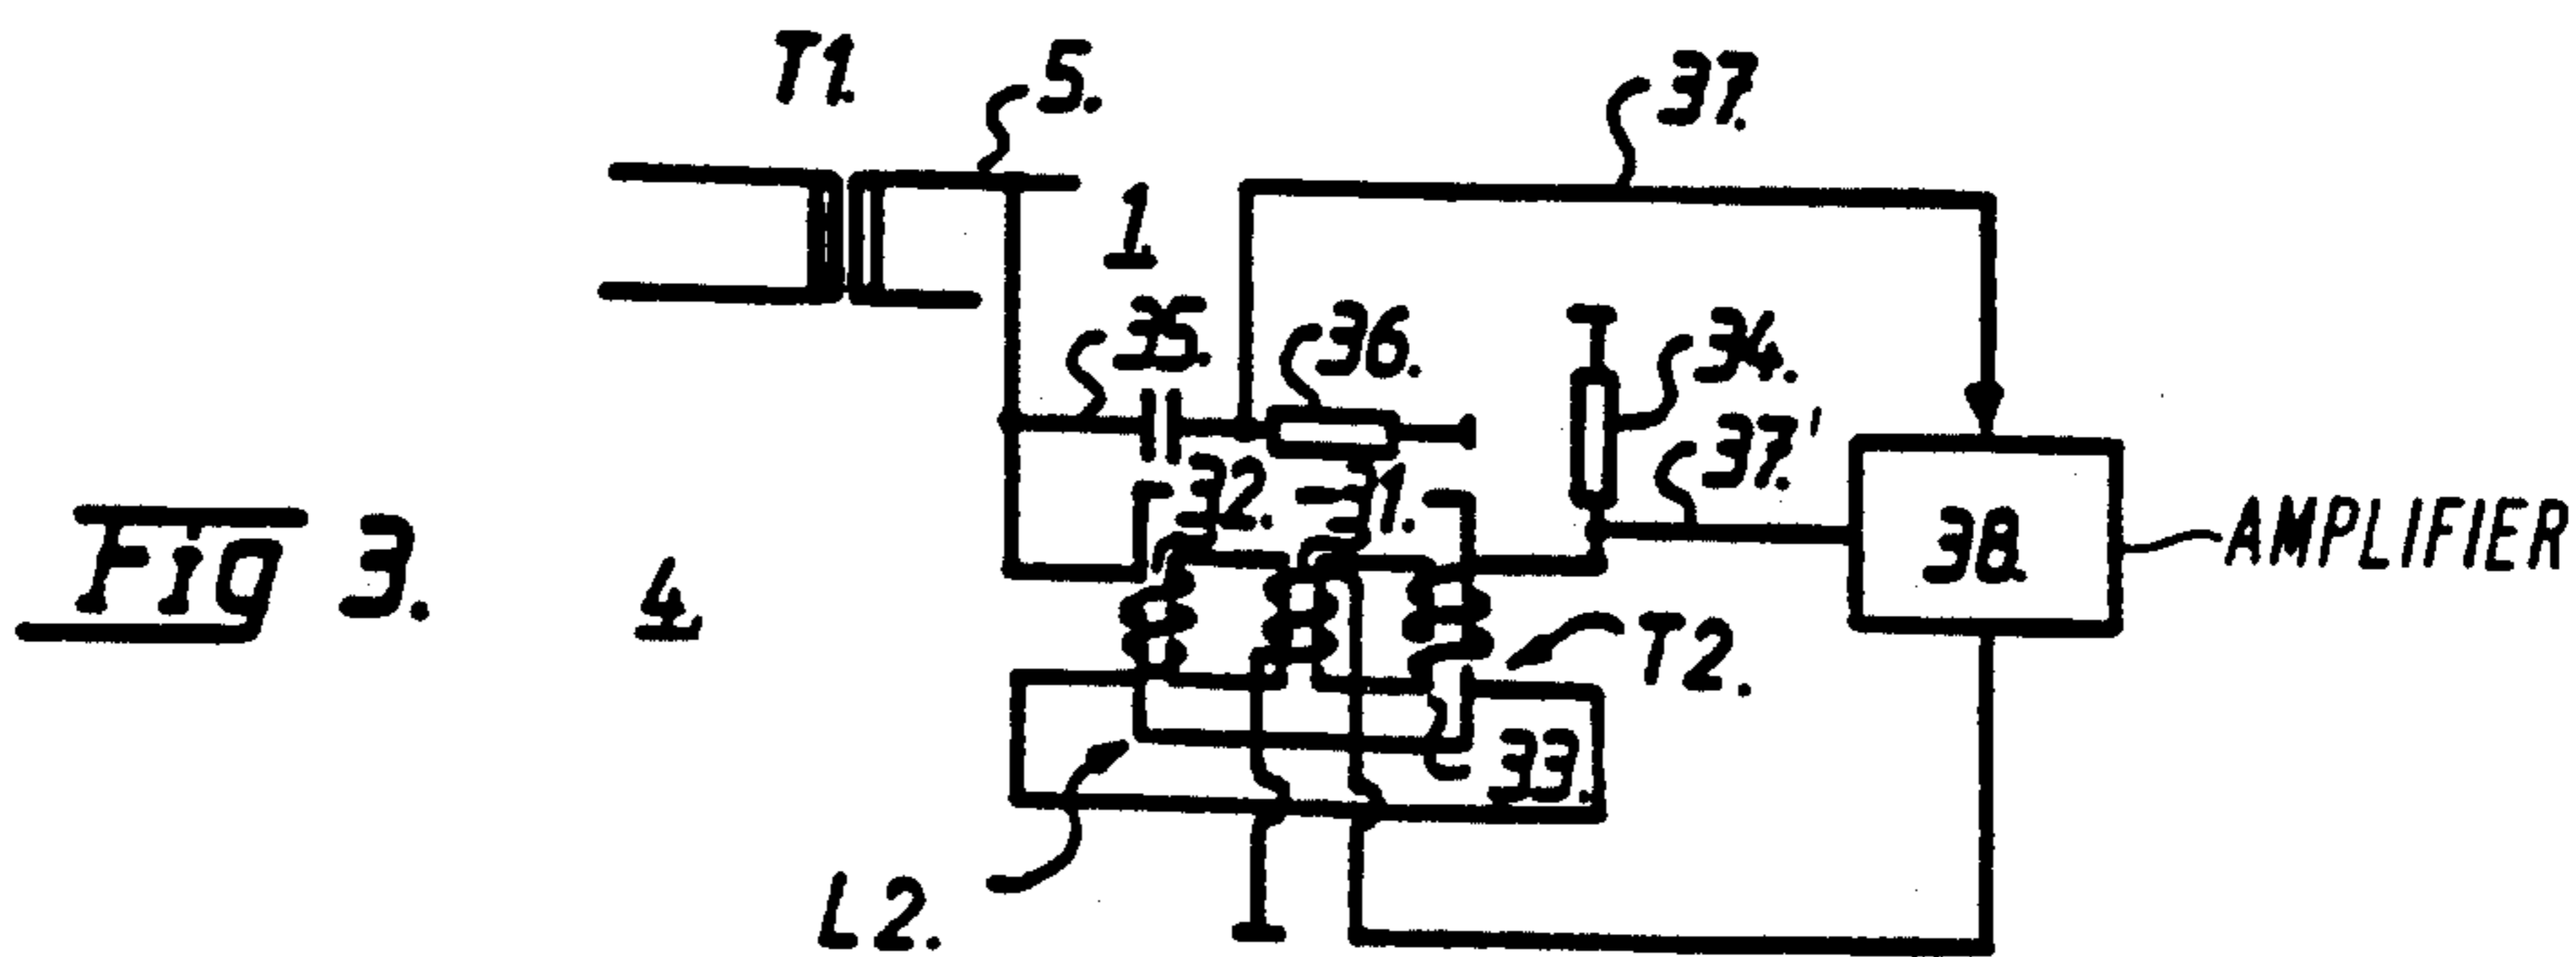 T1.
5.
37.
1.
35.
36.
34.
37.'
32.
31.
38.
AMPLIFIER
Fig 3.
4.
T2.
33.
L2.